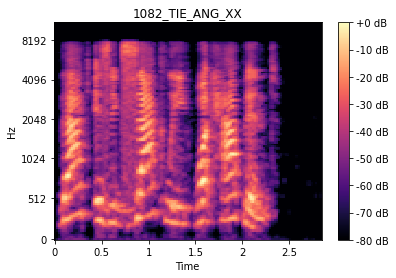 1082_TIE_ANG_XX
8192
4096
2048
1024
512
0
Hz
0
0.5
1
1.5
2
2.5
Time
+0 dB
-10 dB
-20 dB
-30 dB
-40 dB
-50 dB
-60 dB
-70 dB
-80 dB